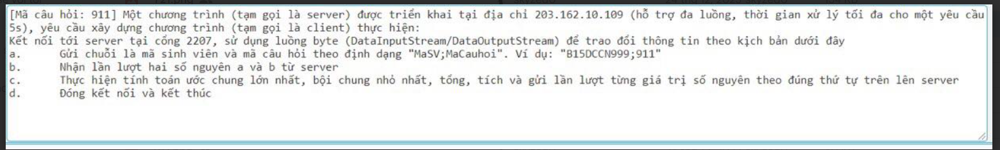 [Mã câu hỏi: 911] Một chương trình (tạm gọi là server) được triển khai tại địa chỉ 203.162.10.109 (hỗ trợ đa luồng, thời gian xử lý tối đa cho một yêu cầu
5s), yêu cầu xây dựng chương trình (tạm gọi là client) thực hiện:
Kết nối tới server tại cổng 2207, sử dụng luồng byte (DataInputStream/DataOutputStream) để trao đổi thông tin theo kịch bản dưới đây
a. Gửi chuỗi là mã sinh viên và mã câu hỏi theo định dạng "MaSV;MaCauhoi". Ví dụ: "B15DCCN999;911"
b. Nhận lần lượt hai số nguyên a và b từ server
c. Thực hiện tính toán ước chung lớn nhất, bội chung nhỏ nhất, tổng, tích và gửi lần lượt từng giá trị số nguyên theo đúng thứ tự trên lên server
d. Đóng kết nối và kết thúc